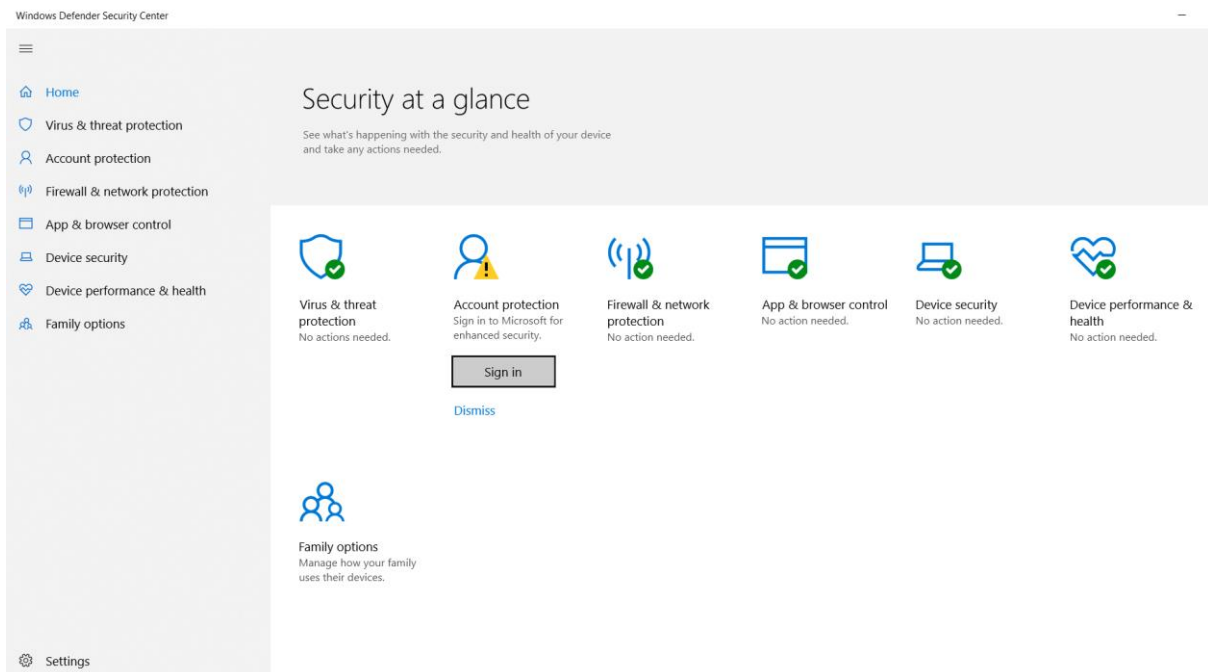 Windows Defender Security Center
Home
Virus & threat protection
Account protection
Firewall & network protection
App & browser control
Device security
Device performance & health
Family options
Settings
Security at a glance
See what's happening with the security and health of your device
and take any actions needed.
Virus & threat
protection
No actions needed.
Account protection
Sign in to Microsoft for
enhanced security.
Sign in
Dismiss
Firewall & network
protection
No action needed.
App & browser control
No action needed.
Device security
No action needed.
Device performance &
health
No action needed.
Family options
Manage how your family
uses their devices.